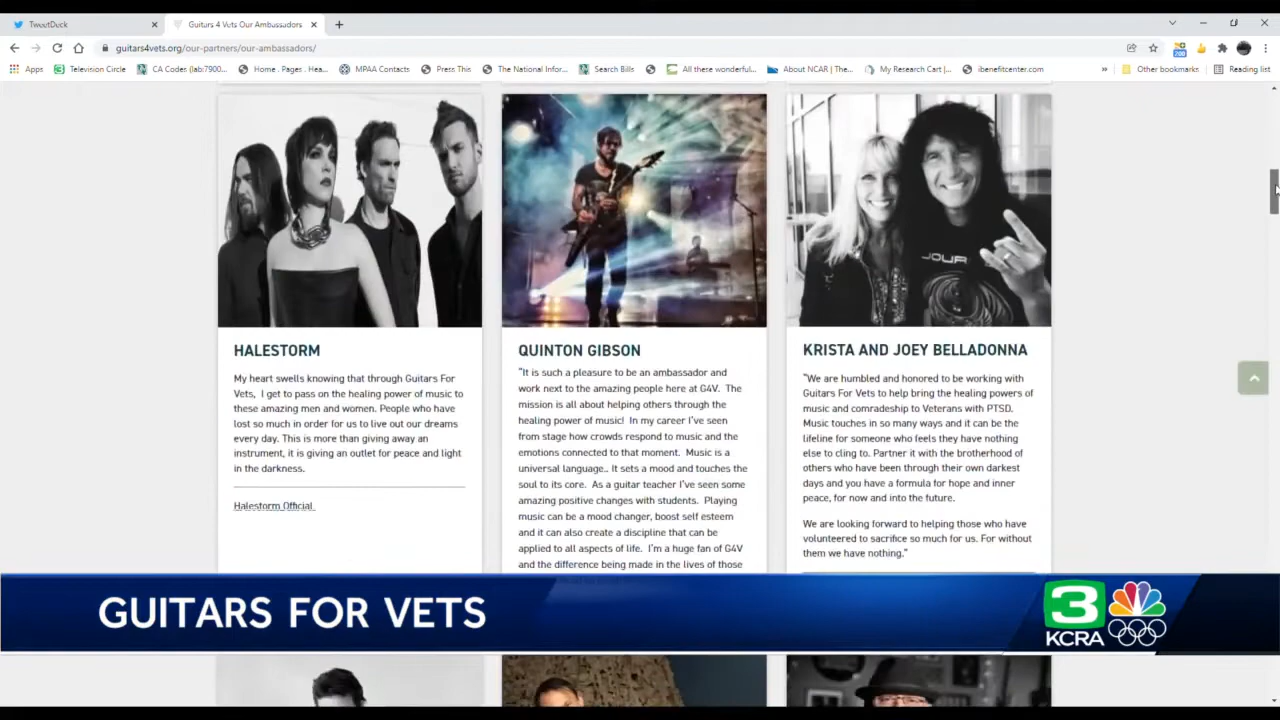 TweetDeck
Guitars 4 Vets Our Ambassadors
guitars4vets.org/our-partners/our-ambassadors/
Apps
Television Circle
CA Codes (lab:7900...
Home . Pages . Hea...
MPAA Contacts
Press This
The National Infor...
Search Bills
All these wonderful...
About NCAR | The...
My Research Cart |...
ibenefitcenter.com
»
Other bookmarks
Reading list
200
JOUR
HALESTORM
My heart swells knowing that through Guitars For
Vets, I get to pass on the healing power of music to
these amazing men and women. People who have
lost so much in order for us to live out our dreams
every day. This is more than giving away an
instrument, it is giving an outlet for peace and light
in the darkness.
Halestorm Official
QUINTON GIBSON
"It is such a pleasure to be an ambassador and
work next to the amazing people here at G4V. The
mission is all about helping others through the
healing power of music! In my career I've seen
from stage how crowds respond to music and the
emotions connected to that moment. Music is a
universal language.. It sets a mood and touches the
soul to its core. As a guitar teacher I've seen some
amazing positive changes with students. Playing
music can be a mood changer, boost self esteem
and it can also create a discipline that can be
applied to all aspects of life. I'm a huge fan of G4V
and the difference being made in the lives of those
KRISTA AND JOEY BELLADONNA
"We are humbled and honored to be working with
Guitars For Vets to help bring the healing powers of
music and comradeship to Veterans with PTSD.
Music touches in so many ways and it can be the
lifeline for someone who feels they have nothing
else to cling to. Partner it with the brotherhood of
others who have been through their own darkest
days and you have a formula for hope and inner
peace, for now and into the future.
We are looking forward to helping those who have
volunteered to sacrifice so much for us. For without
them we have nothing."
GUITARS FOR VETS
3
KCRA